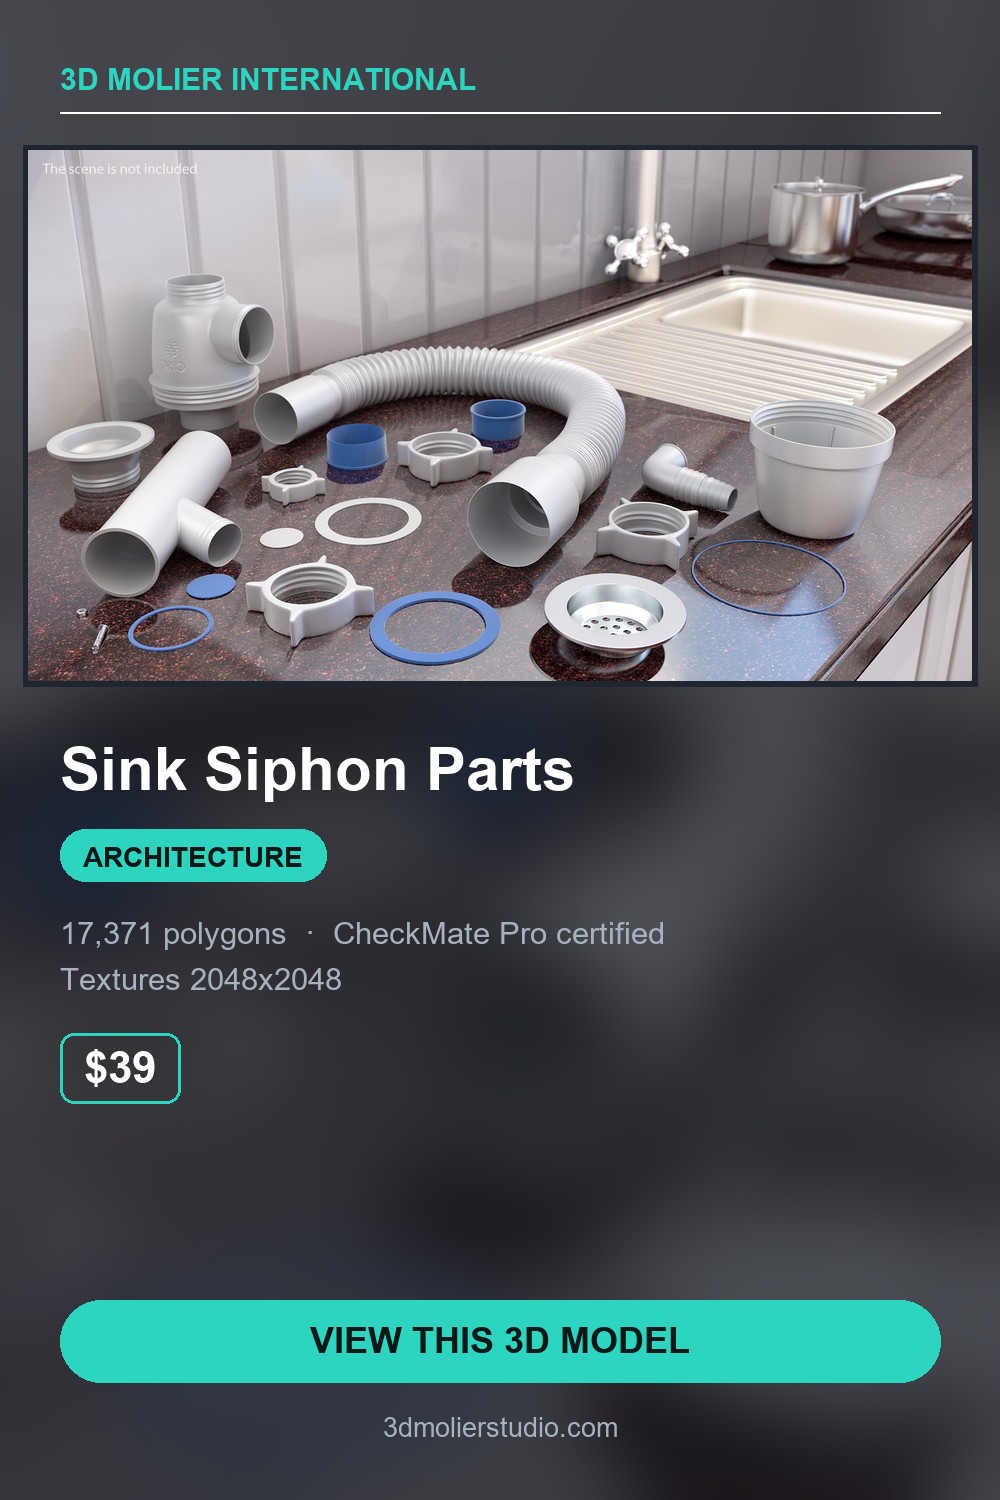 3D MOLIER INTERNATIONAL
The scene is not included
Sink Siphon Parts
ARCHITECTURE
17,371 polygons · CheckMate Pro certified
Textures 2048x2048
$39
VIEW THIS 3D MODEL
3dmolierstudio.com